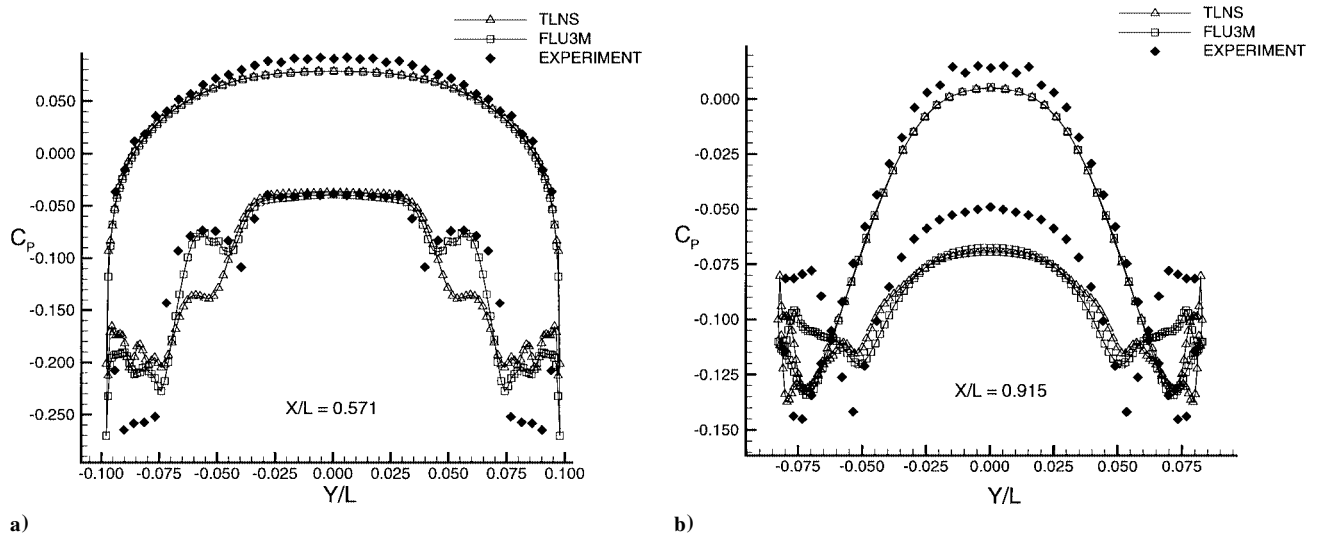 TLNS
FLU3M
EXPERIMENT
0.050
0.000
-0.050
-0.100
-0.150
-0.200
-0.250
CP
X/L = 0.571
-0.100 -0.075 -0.050 -0.025 0.000 0.025 0.050 0.075 0.100
Y/L
a)
TLNS
FLU3M
EXPERIMENT
0.000
-0.025
-0.050
-0.075
-0.100
-0.125
-0.150
CP
X/L = 0.915
-0.075 -0.050 -0.025 0.000 0.025 0.050 0.075
Y/L
b)